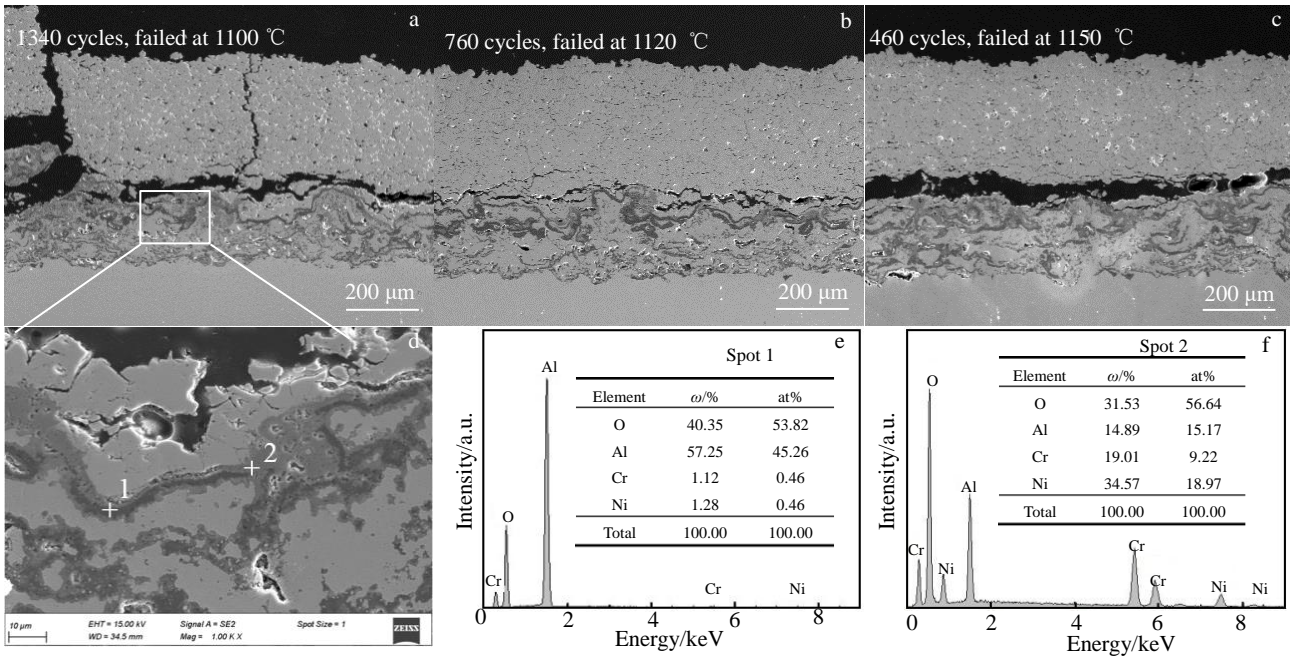 a
1340 cycles, failed at 1100 ℃
200 μm
b
760 cycles, failed at 1120 ℃
200 μm
c
460 cycles, failed at 1150 ℃
200 μm
d
1
2
10 μm
EHT = 15.00 kV
WD = 34.5 mm
Signal A = SE2
Mag = 1.00 K X
Spot Size = 1
ZEISS
e
Spot 1
Element ω/% at%
O 40.35 53.82
Al 57.25 45.26
Cr 1.12 0.46
Ni 1.28 0.46
Total 100.00 100.00
Intensity/a.u.
Cr
O
Al
Cr
Ni
0 2 4 6 8
Energy/keV
f
Spot 2
Element ω/% at%
O 31.53 56.64
Al 14.89 15.17
Cr 19.01 9.22
Ni 34.57 18.97
Total 100.00 100.00
Intensity/a.u.
Cr
O
Ni
Al
Cr
Cr
Ni
Ni
0 2 4 6 8
Energy/keV